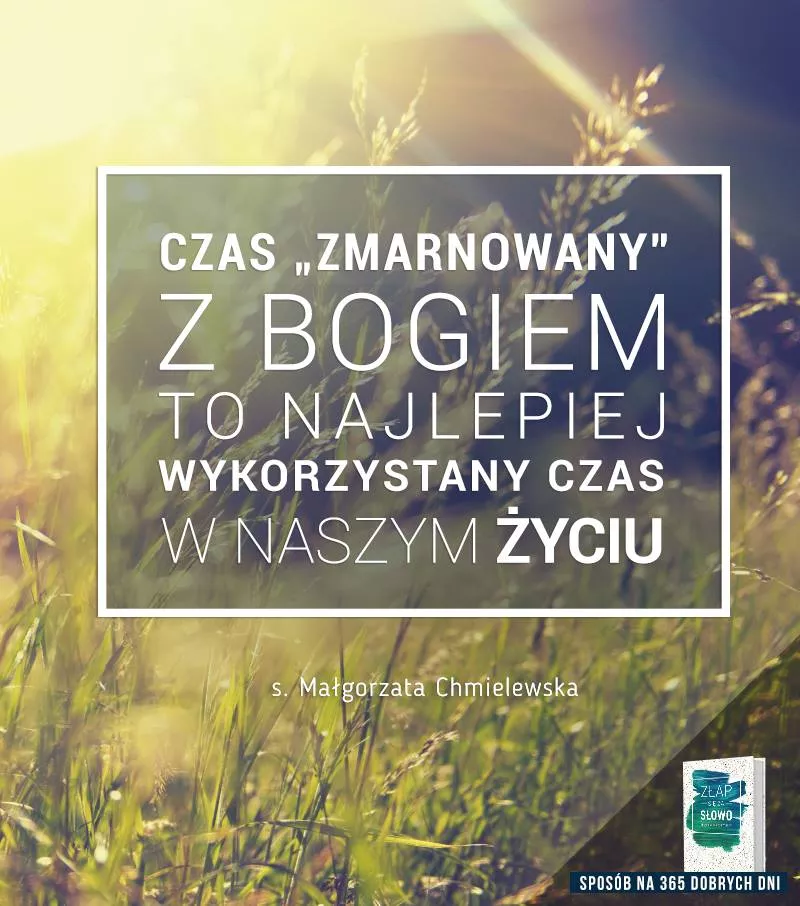 CZAS „ZMARNOWANY”
Z BOGIEM
TO NAJLEPIEJ
WYKORZYSTANY CZAS
W NASZYM ŻYCIU
s. Małgorzata Chmielewska
ZŁAP
SŁOWO
SPOSÓB NA 365 DOBRYCH DNI